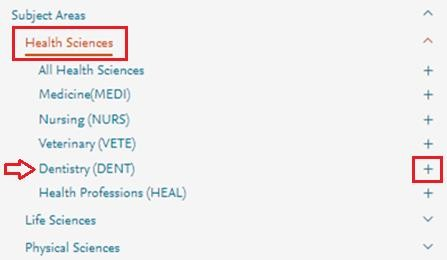 Subject Areas
Health Sciences
All Health Sciences +
Medicine(MEDI) +
Nursing (NURS) +
Veterinary (VETE) +
Dentistry (DENT) +
Health Professions (HEAL) +
Life Sciences
Physical Sciences